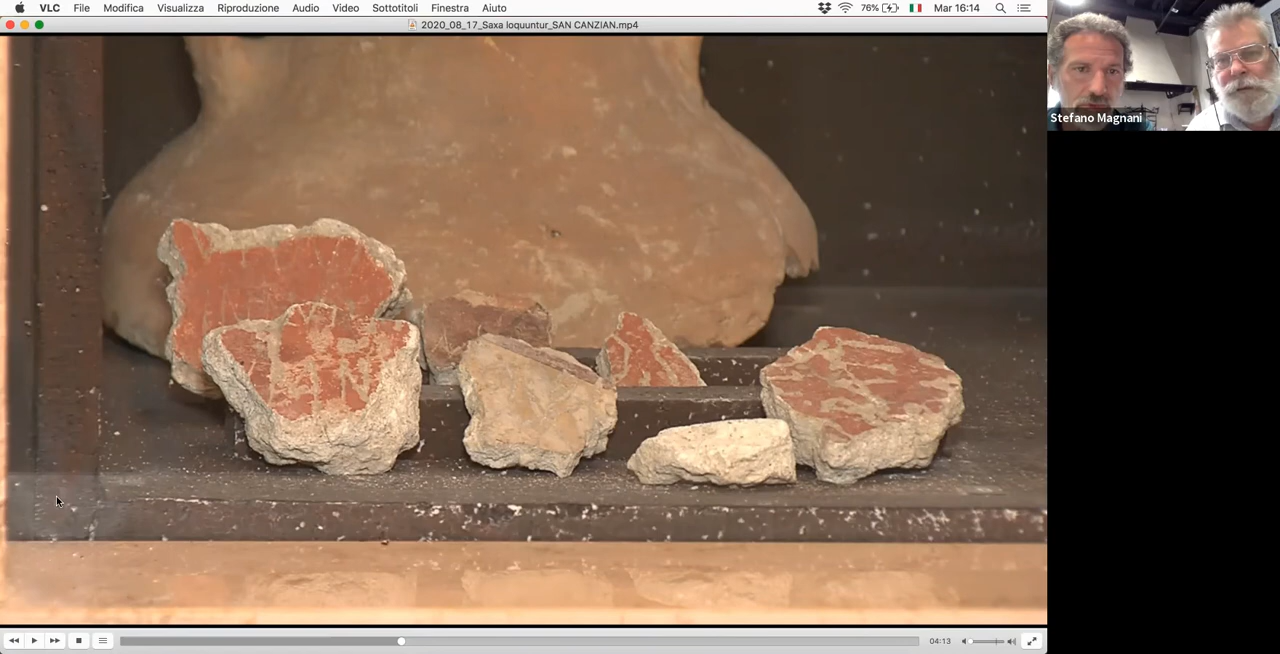 VLC File Modifica Visualizza Riproduzione Audio Video Sottotitoli Finestra Aiuto 76% Mar 16:14
2020_08_17_Saxa loquuntur_SAN CANZIAN.mp4
Stefano Magnani
04:13